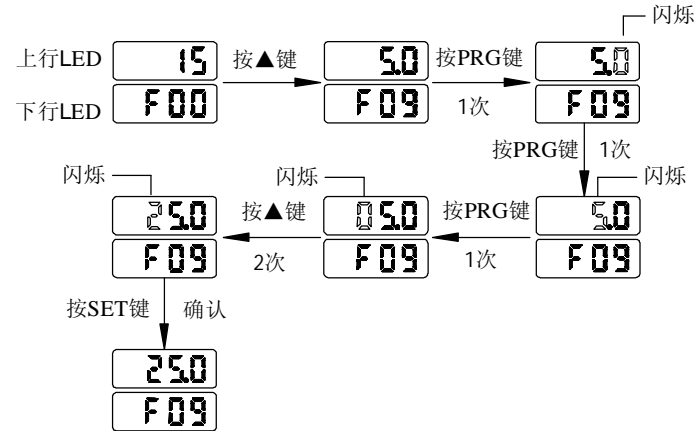 闪烁
上行LED 15 按▲键 5.0 按PRG键 5.0
下行LED F00 F09 1次 F09
按PRG键 1次
闪烁 闪烁 闪烁
25.0 按▲键 05.0 按PRG键 5.0
F09 2次 F09 1次 F09
按SET键 确认
25.0
F09